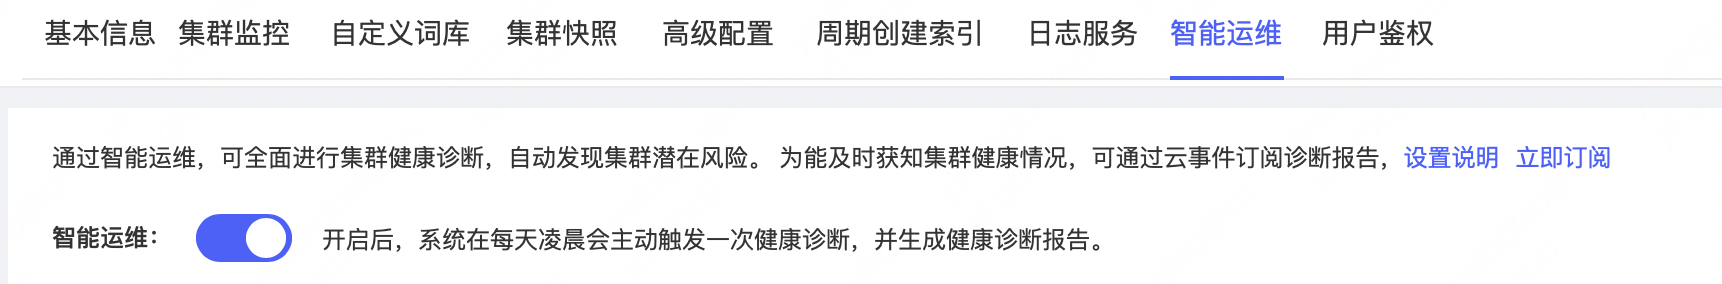 基本信息 集群监控 自定义词库 集群快照 高级配置 周期创建索引 日志服务 智能运维 用户鉴权
通过智能运维，可全面进行集群健康诊断，自动发现集群潜在风险。 为能及时获知集群健康情况，可通过云事件订阅诊断报告，设置说明 立即订阅
智能运维： 开启后，系统在每天凌晨会主动触发一次健康诊断，并生成健康诊断报告。